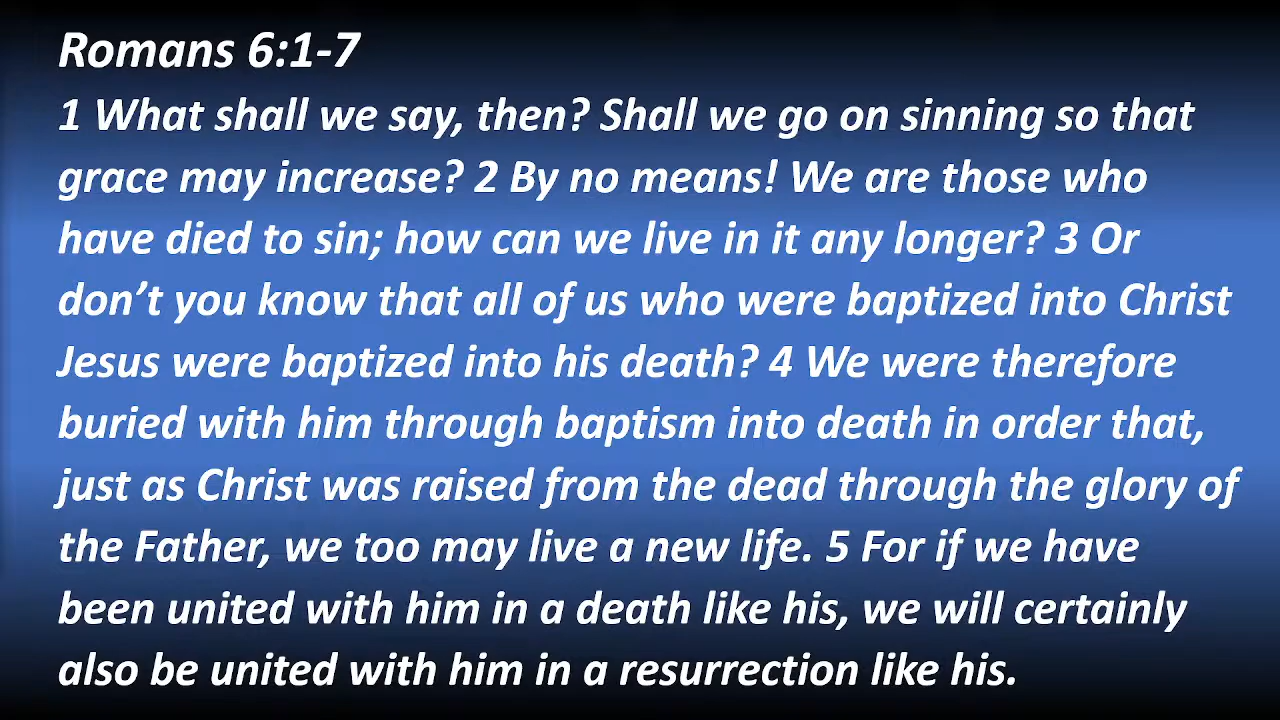 Romans 6:1-7
1 What shall we say, then? Shall we go on sinning so that
grace may increase? 2 By no means! We are those who
have died to sin; how can we live in it any longer? 3 Or
don’t you know that all of us who were baptized into Christ
Jesus were baptized into his death? 4 We were therefore
buried with him through baptism into death in order that,
just as Christ was raised from the dead through the glory of
the Father, we too may live a new life. 5 For if we have
been united with him in a death like his, we will certainly
also be united with him in a resurrection like his.